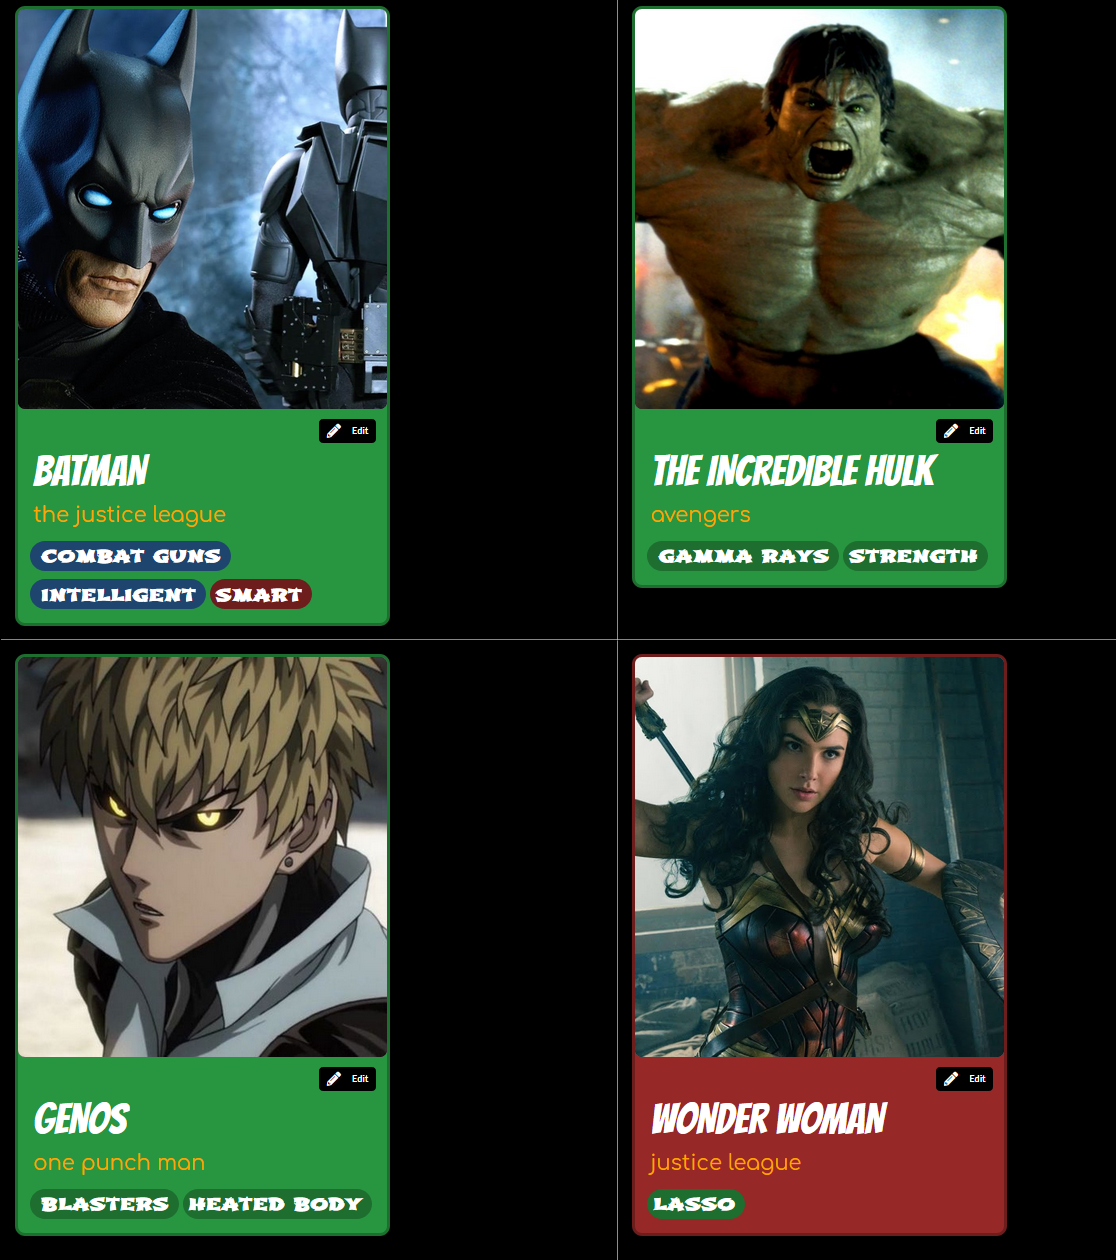 Edit
BATMAN
the justice league
COMBAT GUNS
INTELLIGENT SMART
Edit
THE INCREDIBLE HULK
avengers
GAMMA RAYS STRENGTH
Edit
GENOS
one punch man
BLASTERS HEATED BODY
Edit
WONDER WOMAN
justice league
LASSO